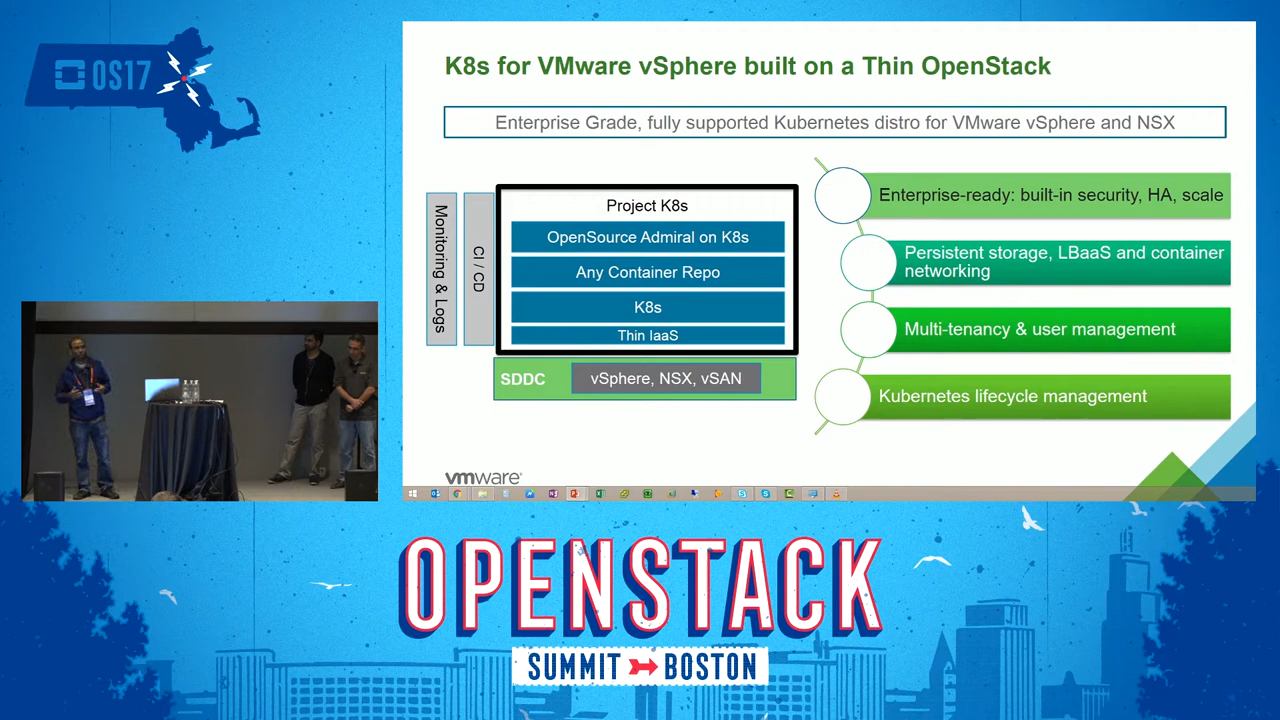 OS17
K8s for VMware vSphere built on a Thin OpenStack
Enterprise Grade, fully supported Kubernetes distro for VMware vSphere and NSX
Monitoring & Logs
CI / CD
Project K8s
OpenSource Admiral on K8s
Any Container Repo
K8s
Thin IaaS
SDDC
vSphere, NSX, vSAN
Enterprise-ready: built-in security, HA, scale
Persistent storage, LBaaS and container
networking
Multi-tenancy & user management
Kubernetes lifecycle management
vmware®
OPENSTACK
SUMMIT BOSTON